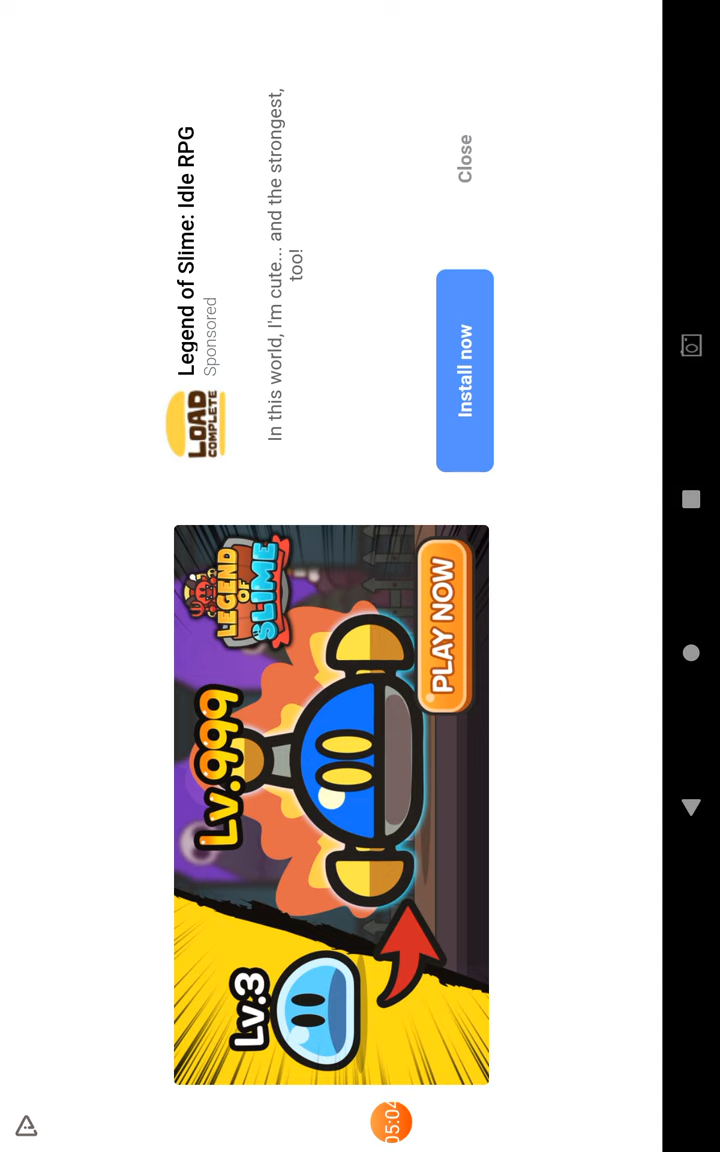 Legend of Slime: Idle RPG
Sponsored
LOAD
COMPLETE
In this world, I'm cute... and the strongest,
too!
Install now
Close
Lv.3
Lv.999
LEGEND
OF
SLIME
PLAY NOW
05:04